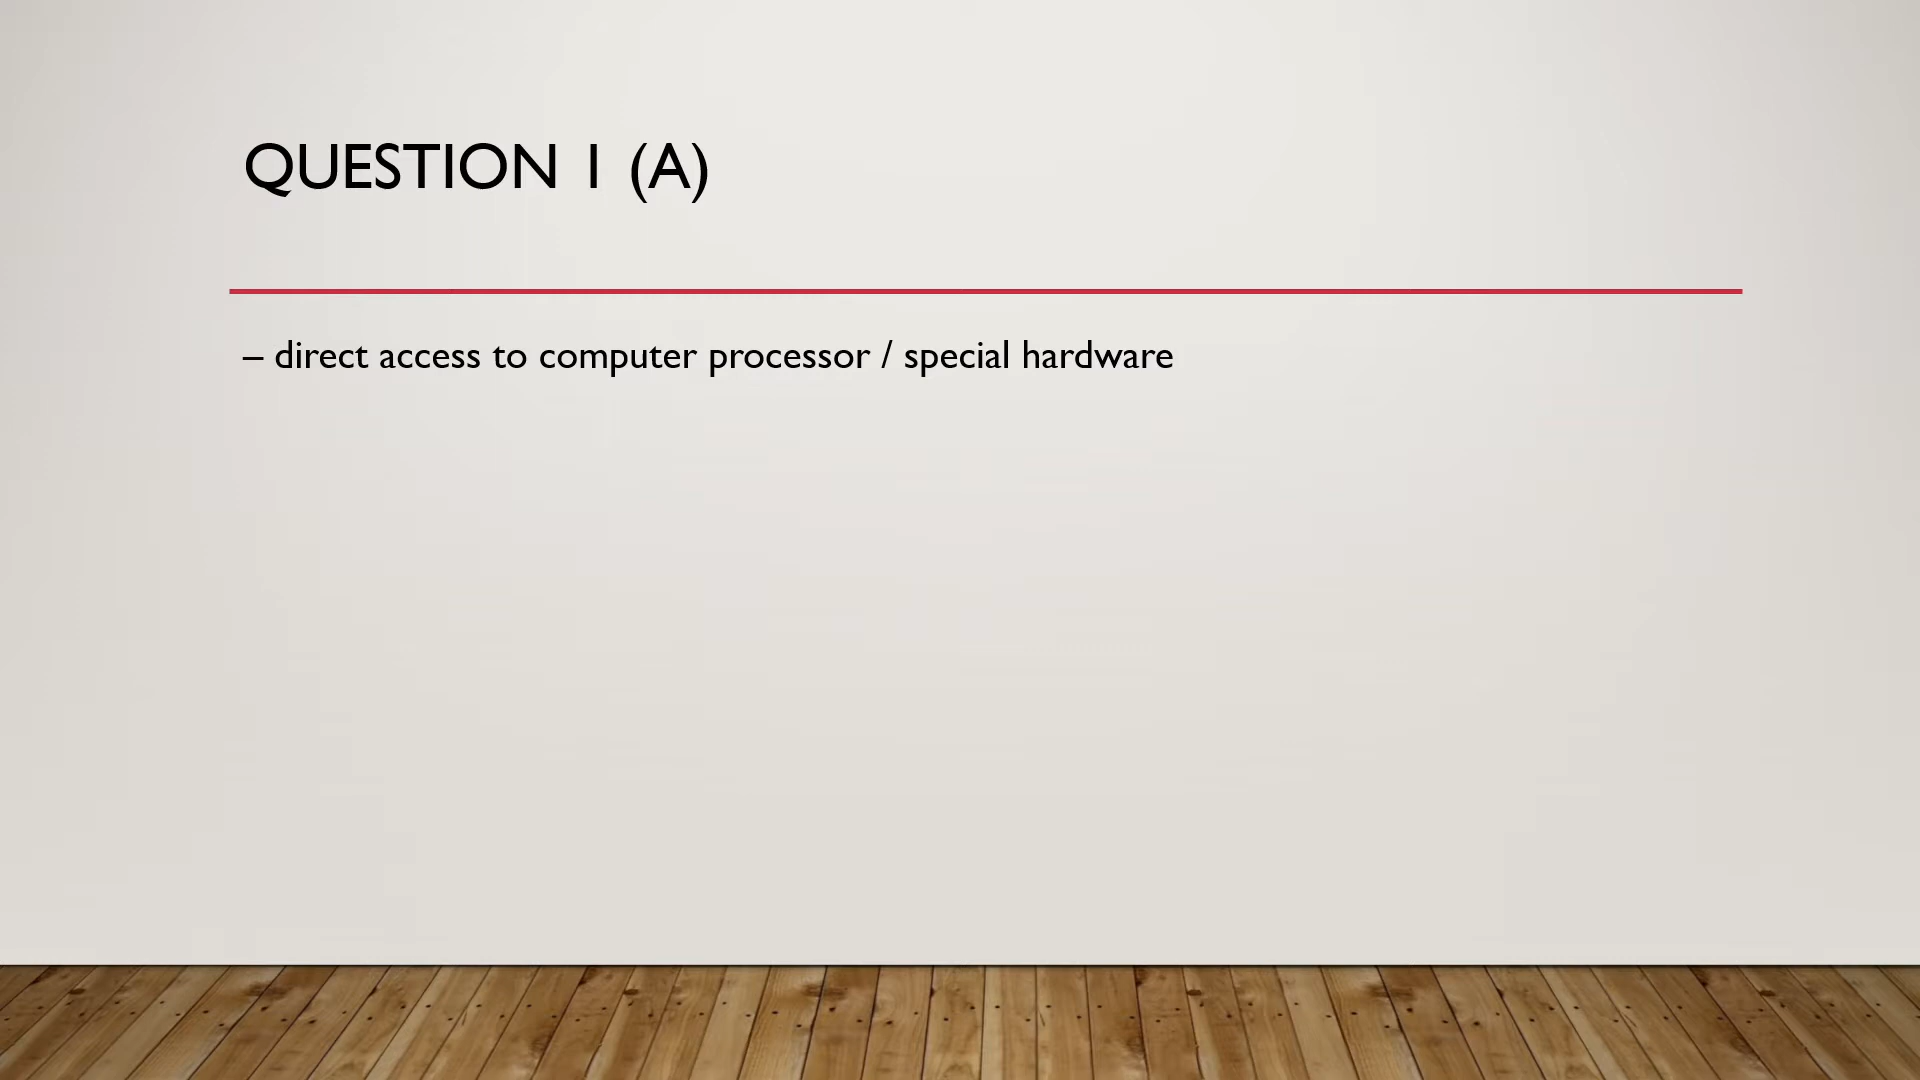 QUESTION 1 (A)
– direct access to computer processor / special hardware